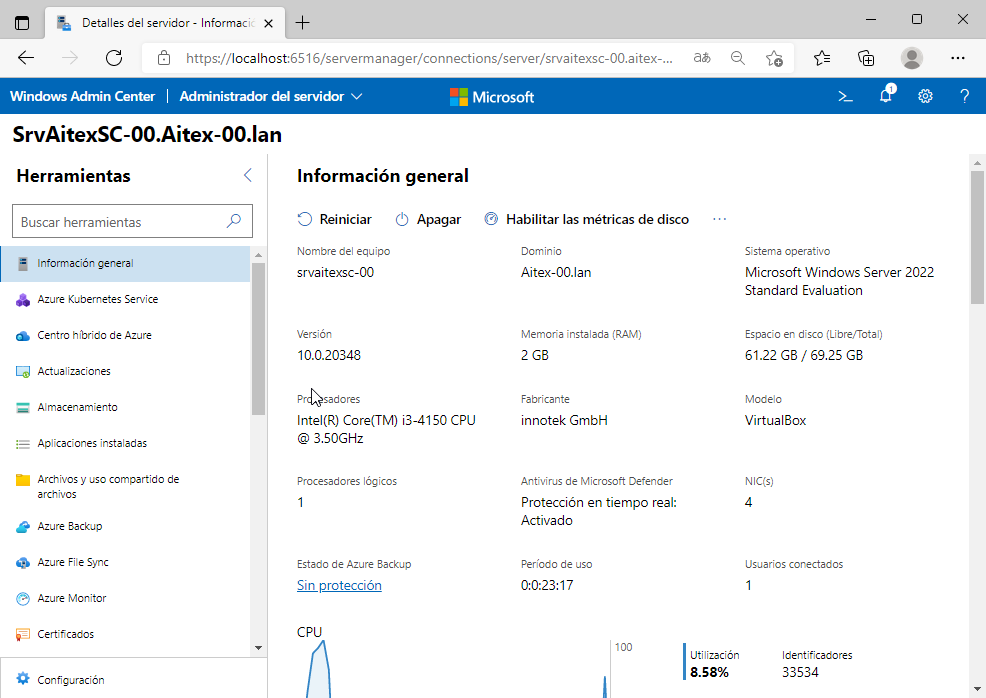 Detalles del servidor - Informació
https://localhost:6516/servermanager/connections/server/srvaitexsc-00.aitex-...
aあ
Windows Admin Center
Administrador del servidor
Microsoft
1
SrvAitexSC-00.Aitex-00.lan
Herramientas
Buscar herramientas
Información general
Azure Kubernetes Service
Centro híbrido de Azure
Actualizaciones
Almacenamiento
Aplicaciones instaladas
Archivos y uso compartido de
archivos
Azure Backup
Azure File Sync
Azure Monitor
Certificados
Configuración
Información general
Reiniciar
Apagar
Habilitar las métricas de disco
...
Nombre del equipo
srvaitexsc-00
Dominio
Aitex-00.lan
Sistema operativo
Microsoft Windows Server 2022
Standard Evaluation
Versión
10.0.20348
Memoria instalada (RAM)
2 GB
Espacio en disco (Libre/Total)
61.22 GB / 69.25 GB
Procesadores
Intel(R) Core(TM) i3-4150 CPU
@ 3.50GHz
Fabricante
innotek GmbH
Modelo
VirtualBox
Procesadores lógicos
1
Antivirus de Microsoft Defender
Protección en tiempo real:
Activado
NIC(s)
4
Estado de Azure Backup
Sin protección
Período de uso
0:0:23:17
Usuarios conectados
1
CPU
100
Utilización
8.58%
Identificadores
33534